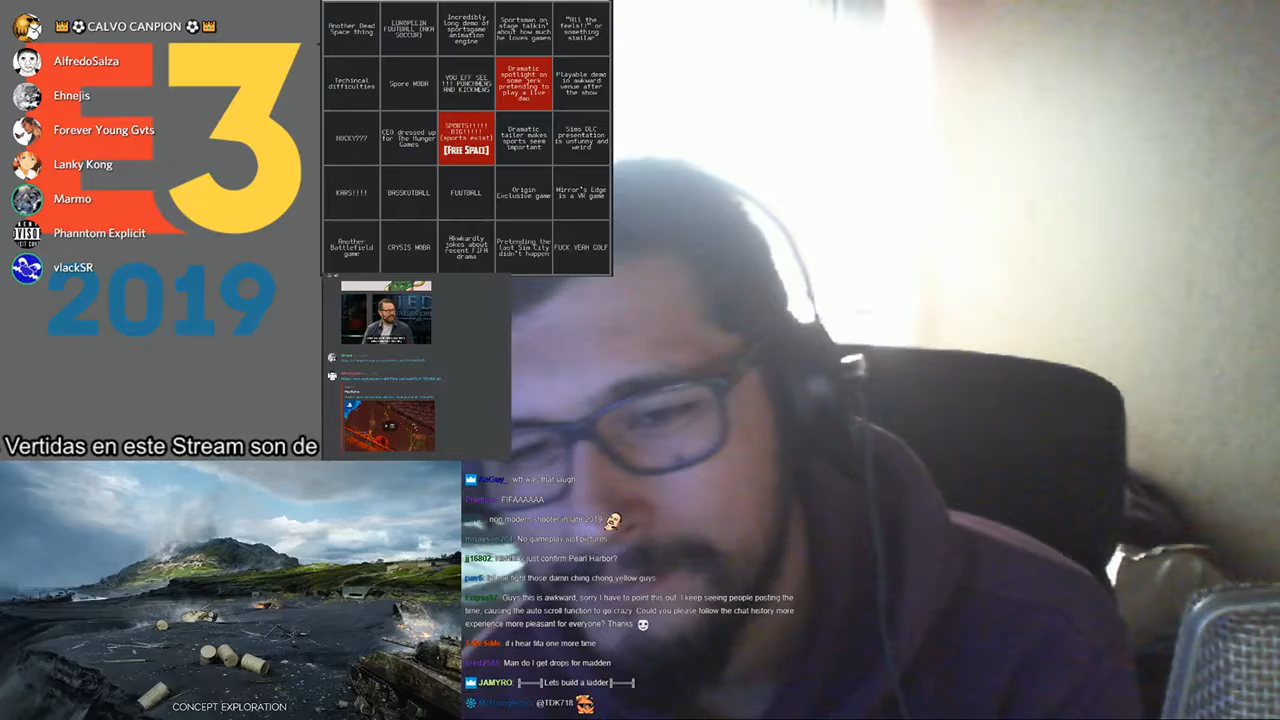 CALVO CANPION
AlfredoSalza
Ehnejis
Forever Young Gvts
Lanky Kong
Marmo
Phanntom Explicit
vlackSR
E3
2019
Vertidas en este Stream son de
Another Dead Space thing
EUROPEEIN FUUTBALL (AKA SOCCUR)
Incredibly long demo of sportsgame animation engine
Sportsman on stage talkin' about how much he loves games
"All the feels!!" or something similar
Techincal difficulties
Spore MOBA
YOU EFF SEE !!! PUNCHMENS AND KICKMENS
Dramatic spotlight on some jerk pretending to play a live dmo
Playable demo in awkward venue after the show
HOCKY???
CEO dressed up for The Hunger Games
SPORTS!!!!! BIG!!!!! (sports exist) [FREE SPACE]
Dramatic tailer makes sports seem important
Sims DLC presentation is unfunny and weird
KARS!!!!
BASSKUTBALL
FUUTBALL
Origin Exclusive game
Mirror's Edge is a VR game
Another Battlefield game
CRYSIS MOBA
Akwkardly jokes about recent FIFA drama
Pretending the last Sim City didn't happen
FUCK YEAH GOLF
wtf was that laugh
FIFAAAAAA
non modern shooter in late 2019
No gameplay just pictures
jj16802: just confirm Pearl Harbor?
those damn ching chong yellow guys
Guys this is awkward, sorry I have to point this out. I keep seeing people posting the
time, causing the auto scroll function to go crazy. Could you please follow the chat history more
experience more pleasant for everyone? Thanks
if i hear fifa one more time
Man do I get drops for madden
JAMYRO: Lets build a ladder
@TDK718
CONCEPT EXPLORATION